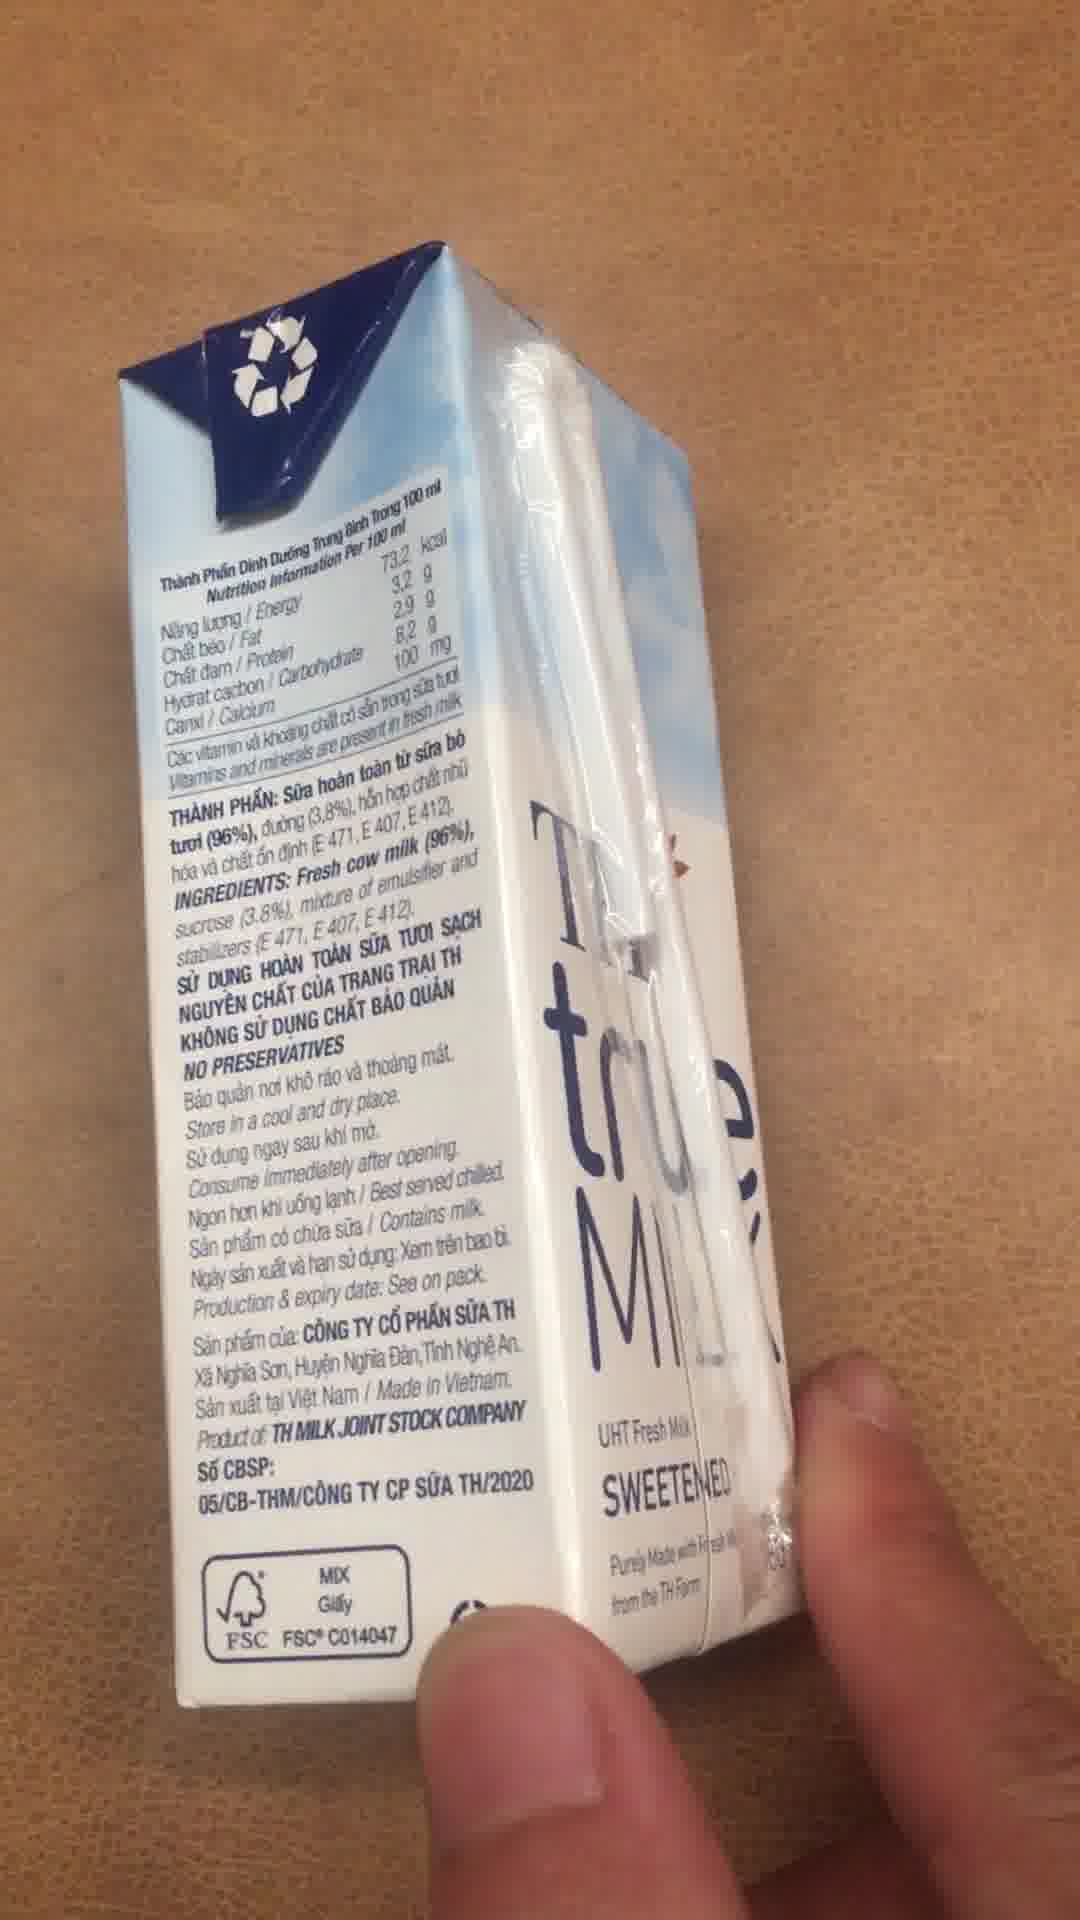 Thành Phần Dinh Dưỡng Trung Bình Trong 100 ml
Nutrition Information Per 100 ml
Năng lượng / Energy 73,2 kcal
Chất béo / Fat 3,2 g
Chất đạm / Protein 2,9 g
Hydrat cacbon / Carbohydrate 8,2 g
Canxi / Calcium 100 mg
Các vitamin và khoáng chất có sẵn trong sữa tươi
Vitamins and minerals are present in fresh milk
THÀNH PHẦN: Sữa hoàn toàn từ sữa bò
tươi (96%), đường (3,8%), hỗn hợp chất nhũ
hóa và chất ổn định (E 471, E 407, E 412).
INGREDIENTS: Fresh cow milk (96%),
sucrose (3.8%), mixture of emulsifier and
stabilizers (E 471, E 407, E 412).
SỬ DỤNG HOÀN TOÀN SỮA TƯƠI SẠCH
NGUYÊN CHẤT CỦA TRANG TRẠI TH
KHÔNG SỬ DỤNG CHẤT BẢO QUẢN
NO PRESERVATIVES
Bảo quản nơi khô ráo và thoáng mát.
Store in a cool and dry place.
Sử dụng ngay sau khi mở.
Consume immediately after opening.
Ngon hơn khi uống lạnh / Best served chilled.
Sản phẩm có chứa sữa / Contains milk.
Ngày sản xuất và hạn sử dụng: Xem trên bao bì.
Production & expiry date: See on pack.
Sản phẩm của: CÔNG TY CỔ PHẦN SỮA TH
Xã Nghĩa Sơn, Huyện Nghĩa Đàn, Tỉnh Nghệ An.
Sản xuất tại Việt Nam / Made in Vietnam.
Product of: TH MILK JOINT STOCK COMPANY
Số CBSP:
05/CB-THM/CÔNG TY CP SỮA TH/2020
MIX
Giấy
FSC FSC® C014047
TH
true
MI
UHT Fresh Milk
SWEETENED
Purely Made with Fresh
from the TH Farm